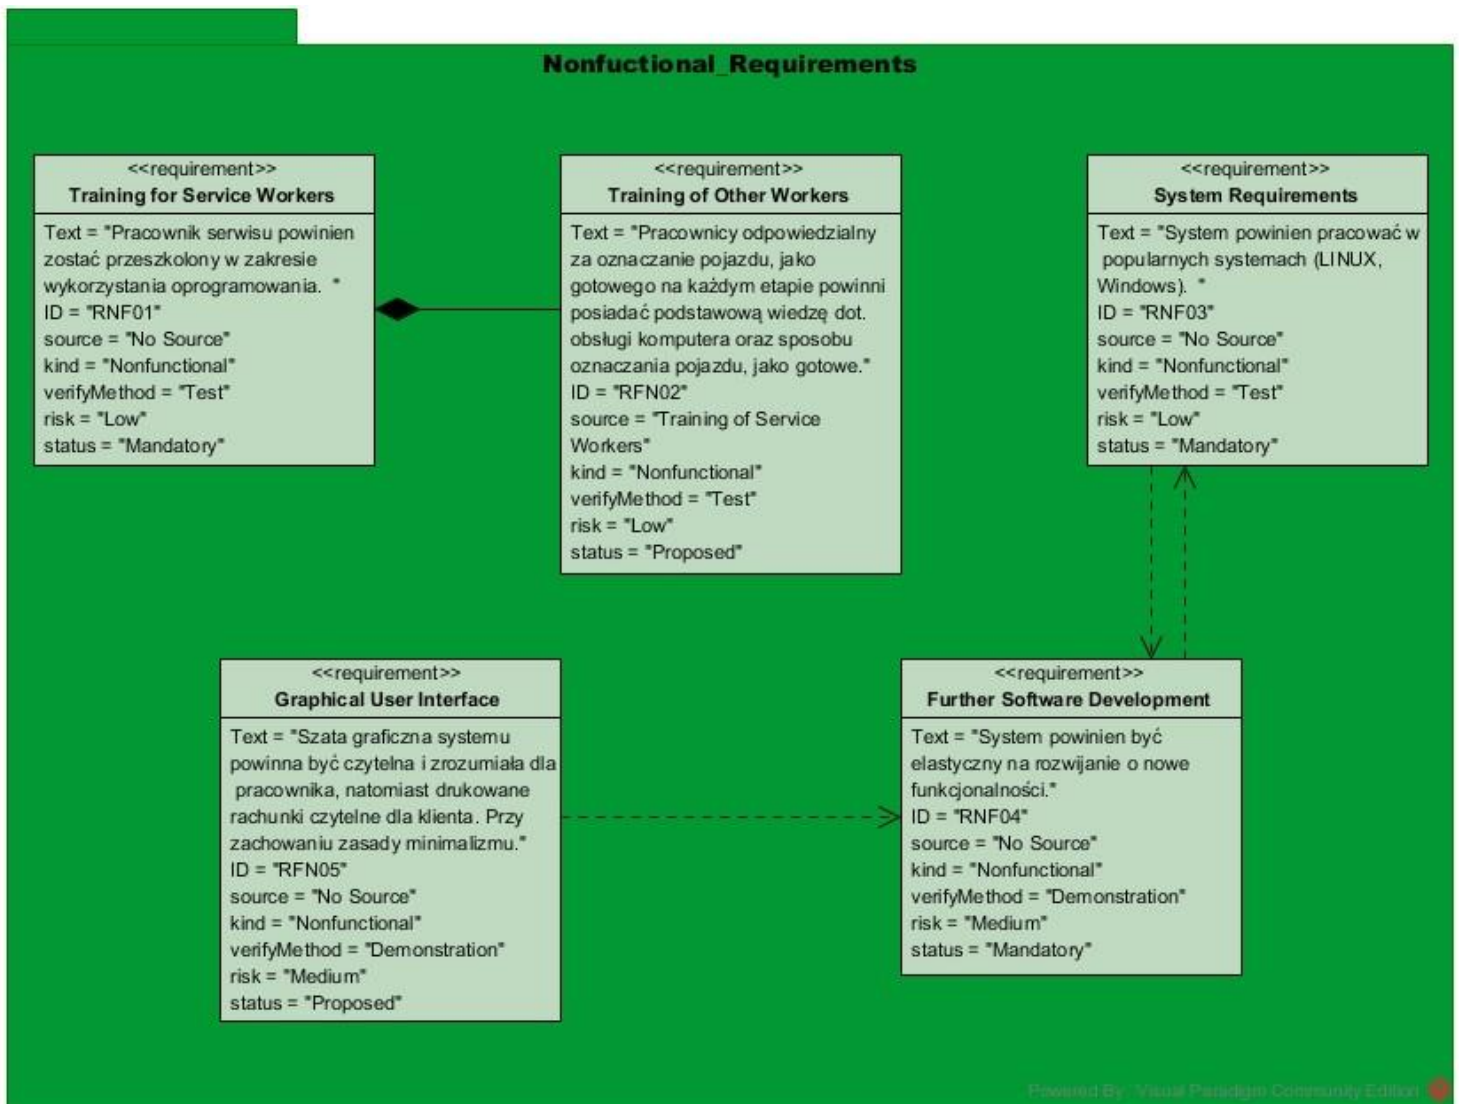 Nonfuctional_Requirements
<<requirement>>
Training for Service Workers
Text = "Pracownik serwisu powinien
zostać przeszkolony w zakresie
wykorzystania oprogramowania. "
ID = "RNF01"
source = "No Source"
kind = "Nonfunctional"
verifyMethod = "Test"
risk = "Low"
status = "Mandatory"
<<requirement>>
Training of Other Workers
Text = "Pracownicy odpowiedzialny
za oznaczanie pojazdu, jako
gotowego na każdym etapie powinni
posiadać podstawową wiedzę dot.
obsługi komputera oraz sposobu
oznaczania pojazdu, jako gotowe."
ID = "RFN02"
source = "Training of Service
Workers"
kind = "Nonfunctional"
verifyMethod = "Test"
risk = "Low"
status = "Proposed"
<<requirement>>
System Requirements
Text = "System powinien pracować w
popularnych systemach (LINUX,
Windows). "
ID = "RNF03"
source = "No Source"
kind = "Nonfunctional"
verifyMethod = "Test"
risk = "Low"
status = "Mandatory"
<<requirement>>
Graphical User Interface
Text = "Szata graficzna systemu
powinna być czytelna i zrozumiała dla
pracownika, natomiast drukowane
rachunki czytelne dla klienta. Przy
zachowaniu zasady minimalizmu."
ID = "RFN05"
source = "No Source"
kind = "Nonfunctional"
verifyMethod = "Demonstration"
risk = "Medium"
status = "Proposed"
<<requirement>>
Further Software Development
Text = "System powinien być
elastyczny na rozwijanie o nowe
funkcjonalności."
ID = "RNF04"
source = "No Source"
kind = "Nonfunctional"
verifyMethod = "Demonstration"
risk = "Medium"
status = "Mandatory"
Powered By Visual Paradigm Community Edition